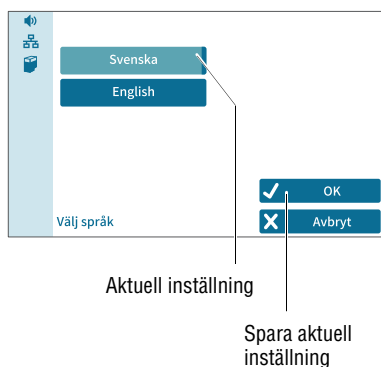 Svenska
English
OK
Välj språk
Avbryt
Aktuell inställning
Spara aktuell
inställning